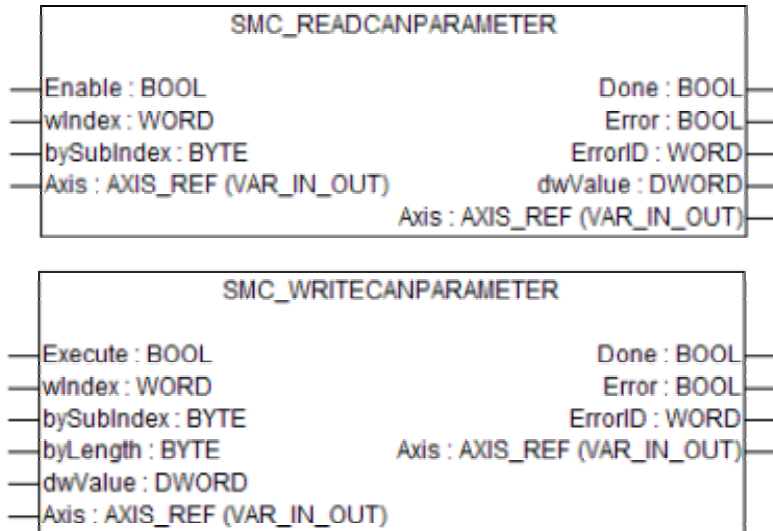 SMC_READCANPARAMETER
Enable : BOOL Done : BOOL
wIndex : WORD Error : BOOL
bySubIndex : BYTE ErrorID : WORD
Axis : AXIS_REF (VAR_IN_OUT) dwValue : DWORD
Axis : AXIS_REF (VAR_IN_OUT)
SMC_WRITECANPARAMETER
Execute : BOOL Done : BOOL
wIndex : WORD Error : BOOL
bySubIndex : BYTE ErrorID : WORD
byLength : BYTE Axis : AXIS_REF (VAR_IN_OUT)
dwValue : DWORD
Axis : AXIS_REF (VAR_IN_OUT)